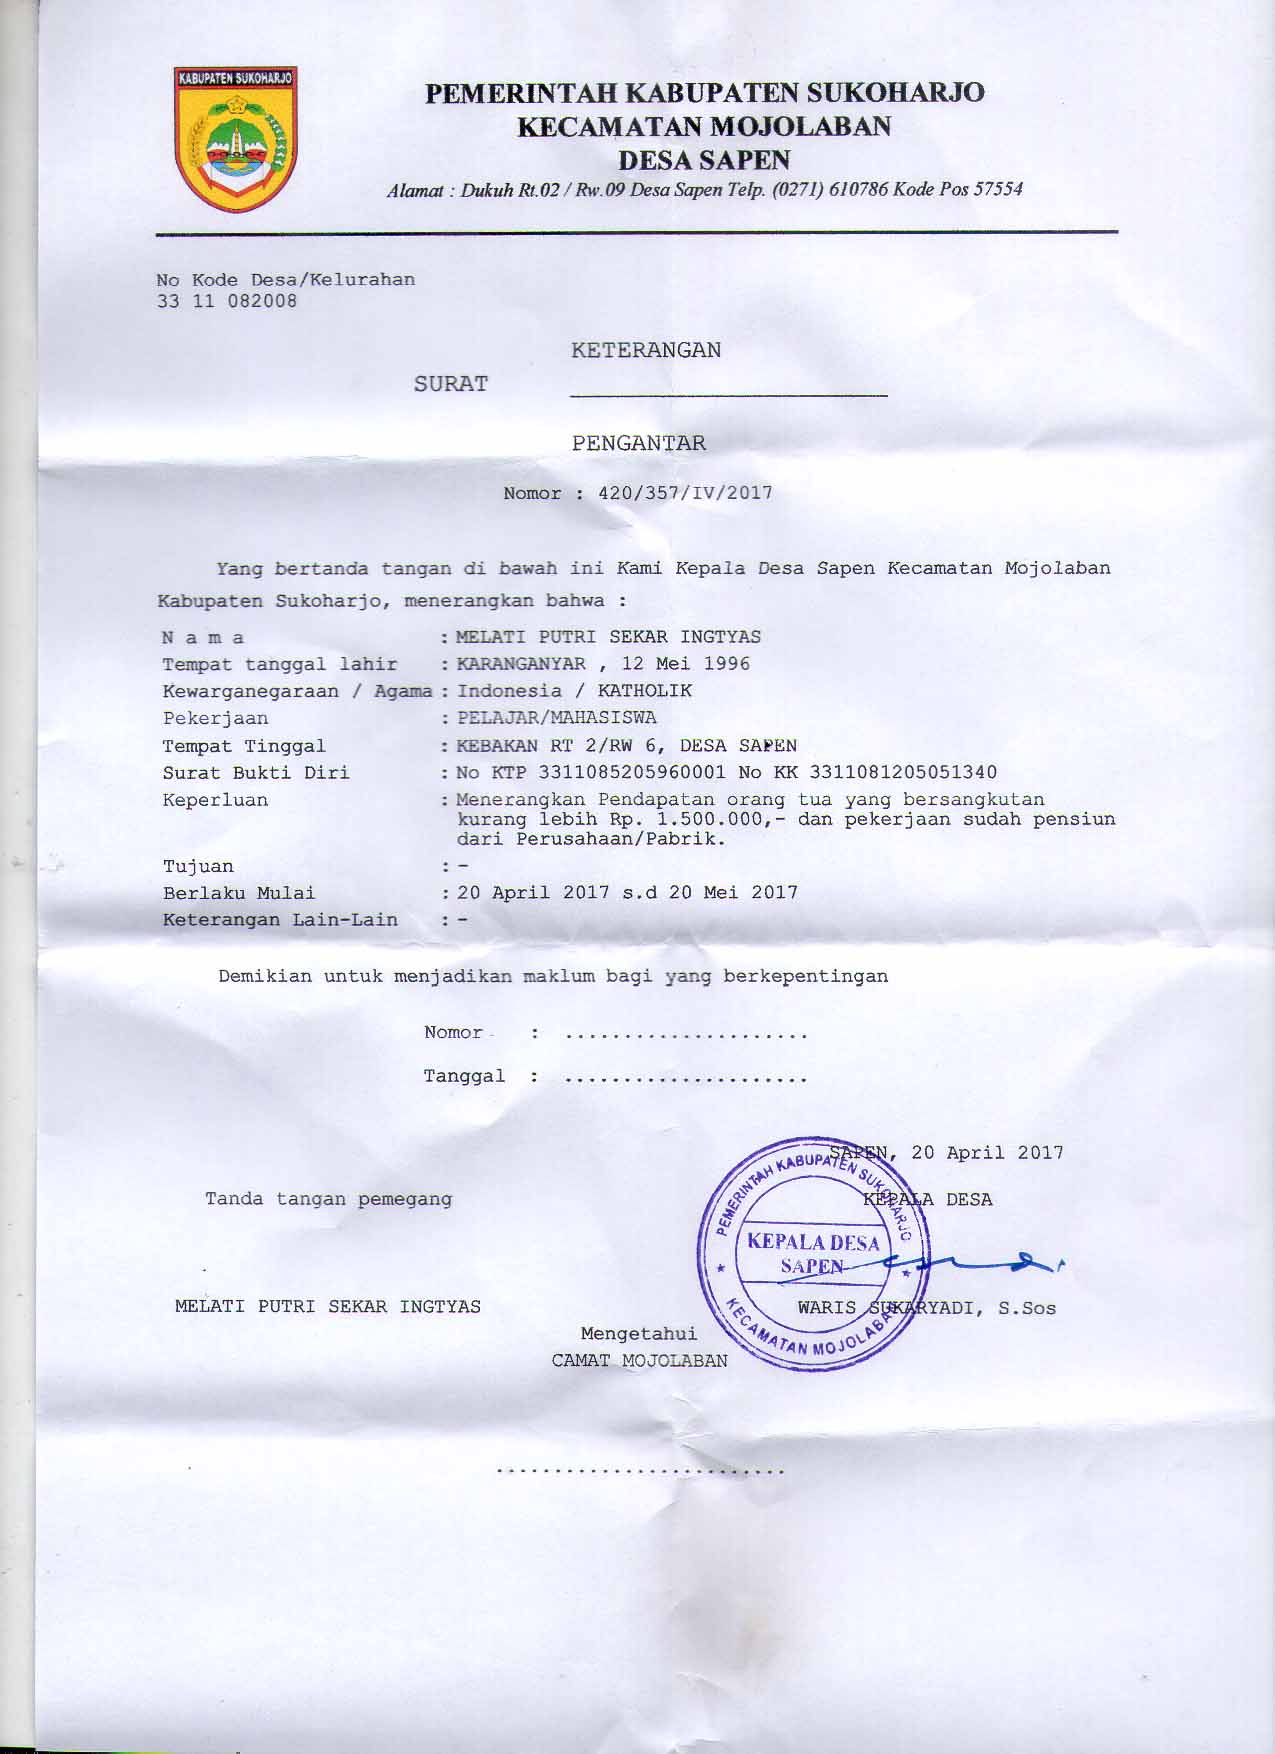 KABUPATEN SUKOHARJO
PEMERINTAH KABUPATEN SUKOHARJO
KECAMATAN MOJOLABAN
DESA SAPEN
Alamat : Dukuh Rt.02 / Rw.09 Desa Sapen Telp. (0271) 610786 Kode Pos 57554
No Kode Desa/Kelurahan
33 11 082008
KETERANGAN
SURAT
PENGANTAR
Nomor : 420/357/IV/2017
Yang bertanda tangan di bawah ini Kami Kepala Desa Sapen Kecamatan Mojolaban
Kabupaten Sukoharjo, menerangkan bahwa :
N a m a : MELATI PUTRI SEKAR INGTYAS
Tempat tanggal lahir : KARANGANYAR , 12 Mei 1996
Kewarganegaraan / Agama : Indonesia / KATHOLIK
Pekerjaan : PELAJAR/MAHASISWA
Tempat Tinggal : KEBAKAN RT 2/RW 6, DESA SAPEN
Surat Bukti Diri : No KTP 3311085205960001 No KK 3311081205051340
Keperluan : Menerangkan Pendapatan orang tua yang bersangkutan
kurang lebih Rp. 1.500.000,- dan pekerjaan sudah pensiun
dari Perusahaan/Pabrik.
Tujuan : -
Berlaku Mulai : 20 April 2017 s.d 20 Mei 2017
Keterangan Lain-Lain : -
Demikian untuk menjadikan maklum bagi yang berkepentingan
Nomor : .....................
Tanggal : .....................
SAPEN, 20 April 2017
Tanda tangan pemegang KEPALA DESA
PEMERINTAH KABUPATEN SUKOHARJO
KEPALA DESA
SAPEN
KECAMATAN MOJOLABAN
MELATI PUTRI SEKAR INGTYAS WARIS SUKARYADI, S.Sos
Mengetahui
CAMAT MOJOLABAN
.........................